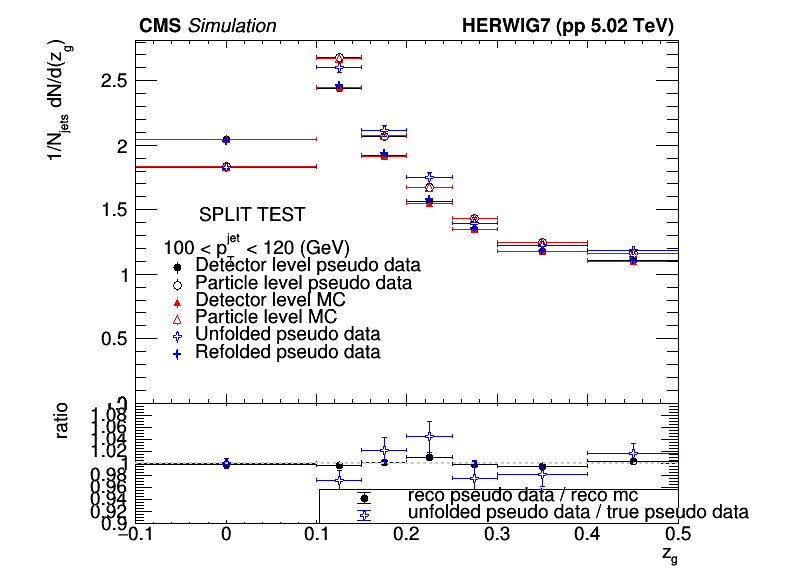 CMS Simulation HERWIG7 (pp 5.02 TeV)
1/N_jets dN/d(z_g)
2.5
2
1.5
1
0.5
0
SPLIT TEST
100 < p_T^jet < 120 (GeV)
Detector level pseudo data
Particle level pseudo data
Detector level MC
Particle level MC
Unfolded pseudo data
Refolded pseudo data
ratio
1.08
1.06
1.04
1.02
1
0.98
0.96
0.94
0.92
0.9
reco pseudo data / reco mc
unfolded pseudo data / true pseudo data
−0.1 0 0.1 0.2 0.3 0.4 0.5
z_g